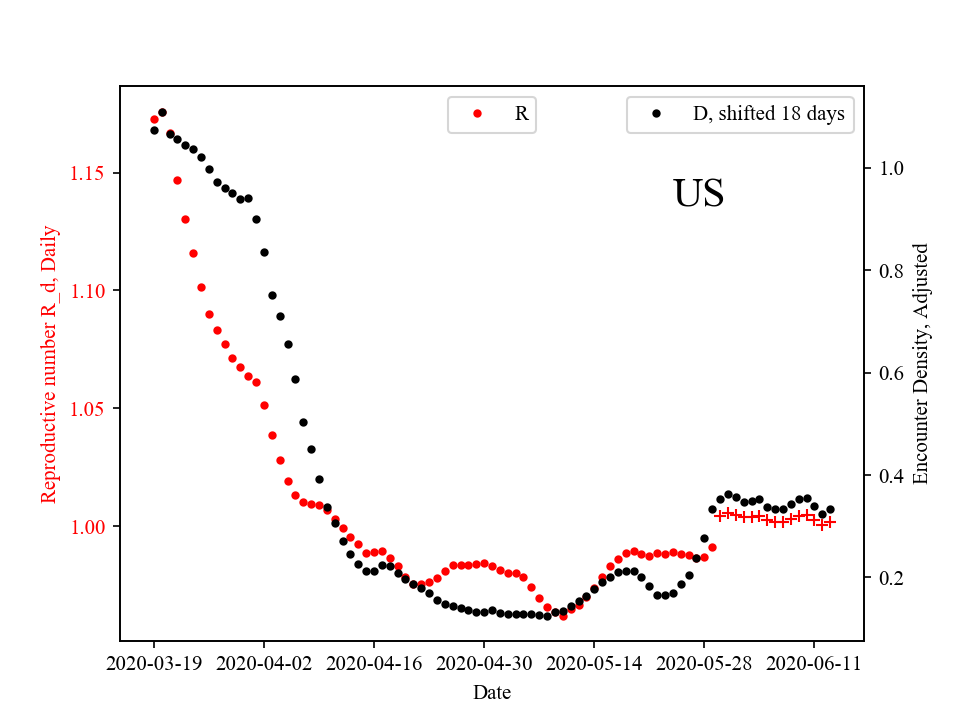 R
D, shifted 18 days
US
Reproductive number R_d, Daily
1.15
1.10
1.05
1.00
1.0
0.8
0.6
0.4
0.2
Encounter Density, Adjusted
2020-03-19 2020-04-02 2020-04-16 2020-04-30 2020-05-14 2020-05-28 2020-06-11
Date